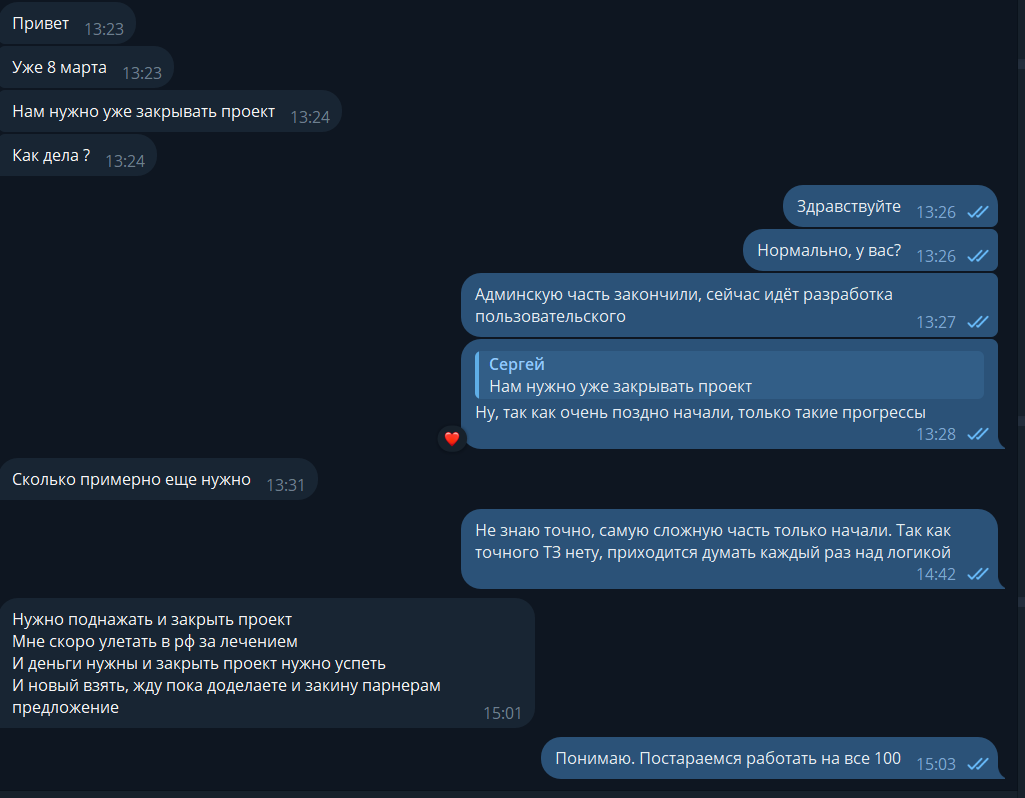 Привет 13:23
Уже 8 марта 13:23
Нам нужно уже закрывать проект 13:24
Как дела ? 13:24
Здравствуйте 13:26
Нормально, у вас? 13:26
Админскую часть закончили, сейчас идёт разработка
пользовательского 13:27
Сергей
Нам нужно уже закрывать проект
Ну, так как очень поздно начали, только такие прогрессы
13:28
Сколько примерно еще нужно 13:31
Не знаю точно, самую сложную часть только начали. Так как
точного ТЗ нету, приходится думать каждый раз над логикой
14:42
Нужно поднажать и закрыть проект
Мне скоро улетать в рф за лечением
И деньги нужны и закрыть проект нужно успеть
И новый взять, жду пока доделаете и закину парнерам
предложение 15:01
Понимаю. Постараемся работать на все 100 15:03